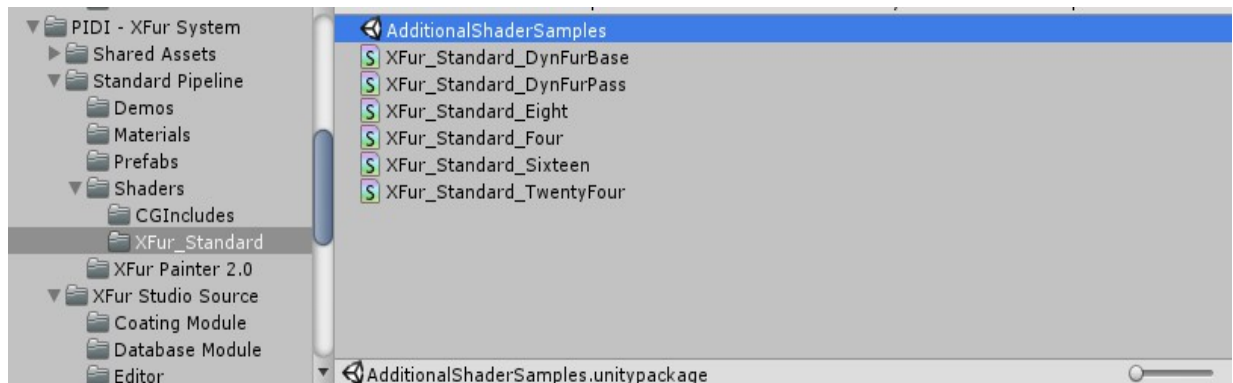 PIDI - XFur System
Shared Assets
Standard Pipeline
Demos
Materials
Prefabs
Shaders
CGIncludes
XFur_Standard
XFur Painter 2.0
XFur Studio Source
Coating Module
Database Module
Editor
AdditionalShaderSamples
XFur_Standard_DynFurBase
XFur_Standard_DynFurPass
XFur_Standard_Eight
XFur_Standard_Four
XFur_Standard_Sixteen
XFur_Standard_TwentyFour
AdditionalShaderSamples.unitypackage